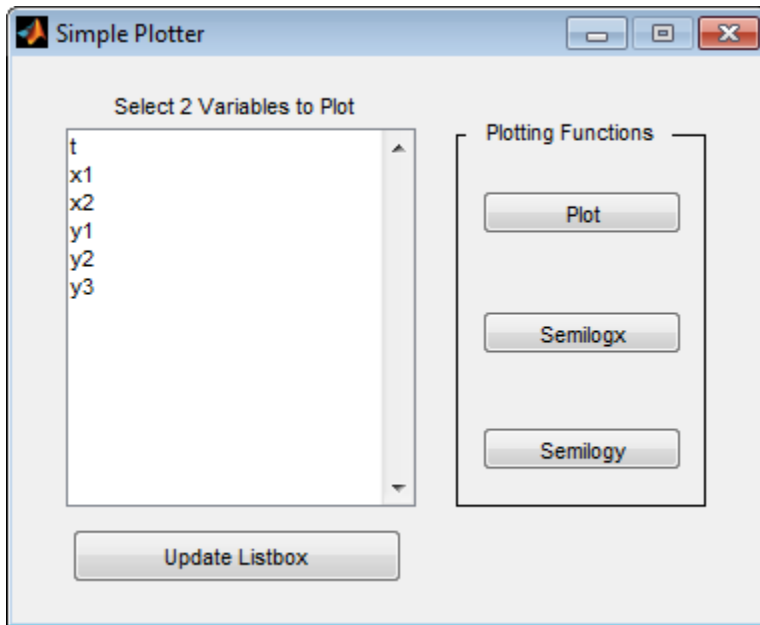 Simple Plotter
Select 2 Variables to Plot
t
x1
x2
y1
y2
y3
Update Listbox
Plotting Functions
Plot
Semilogx
Semilogy